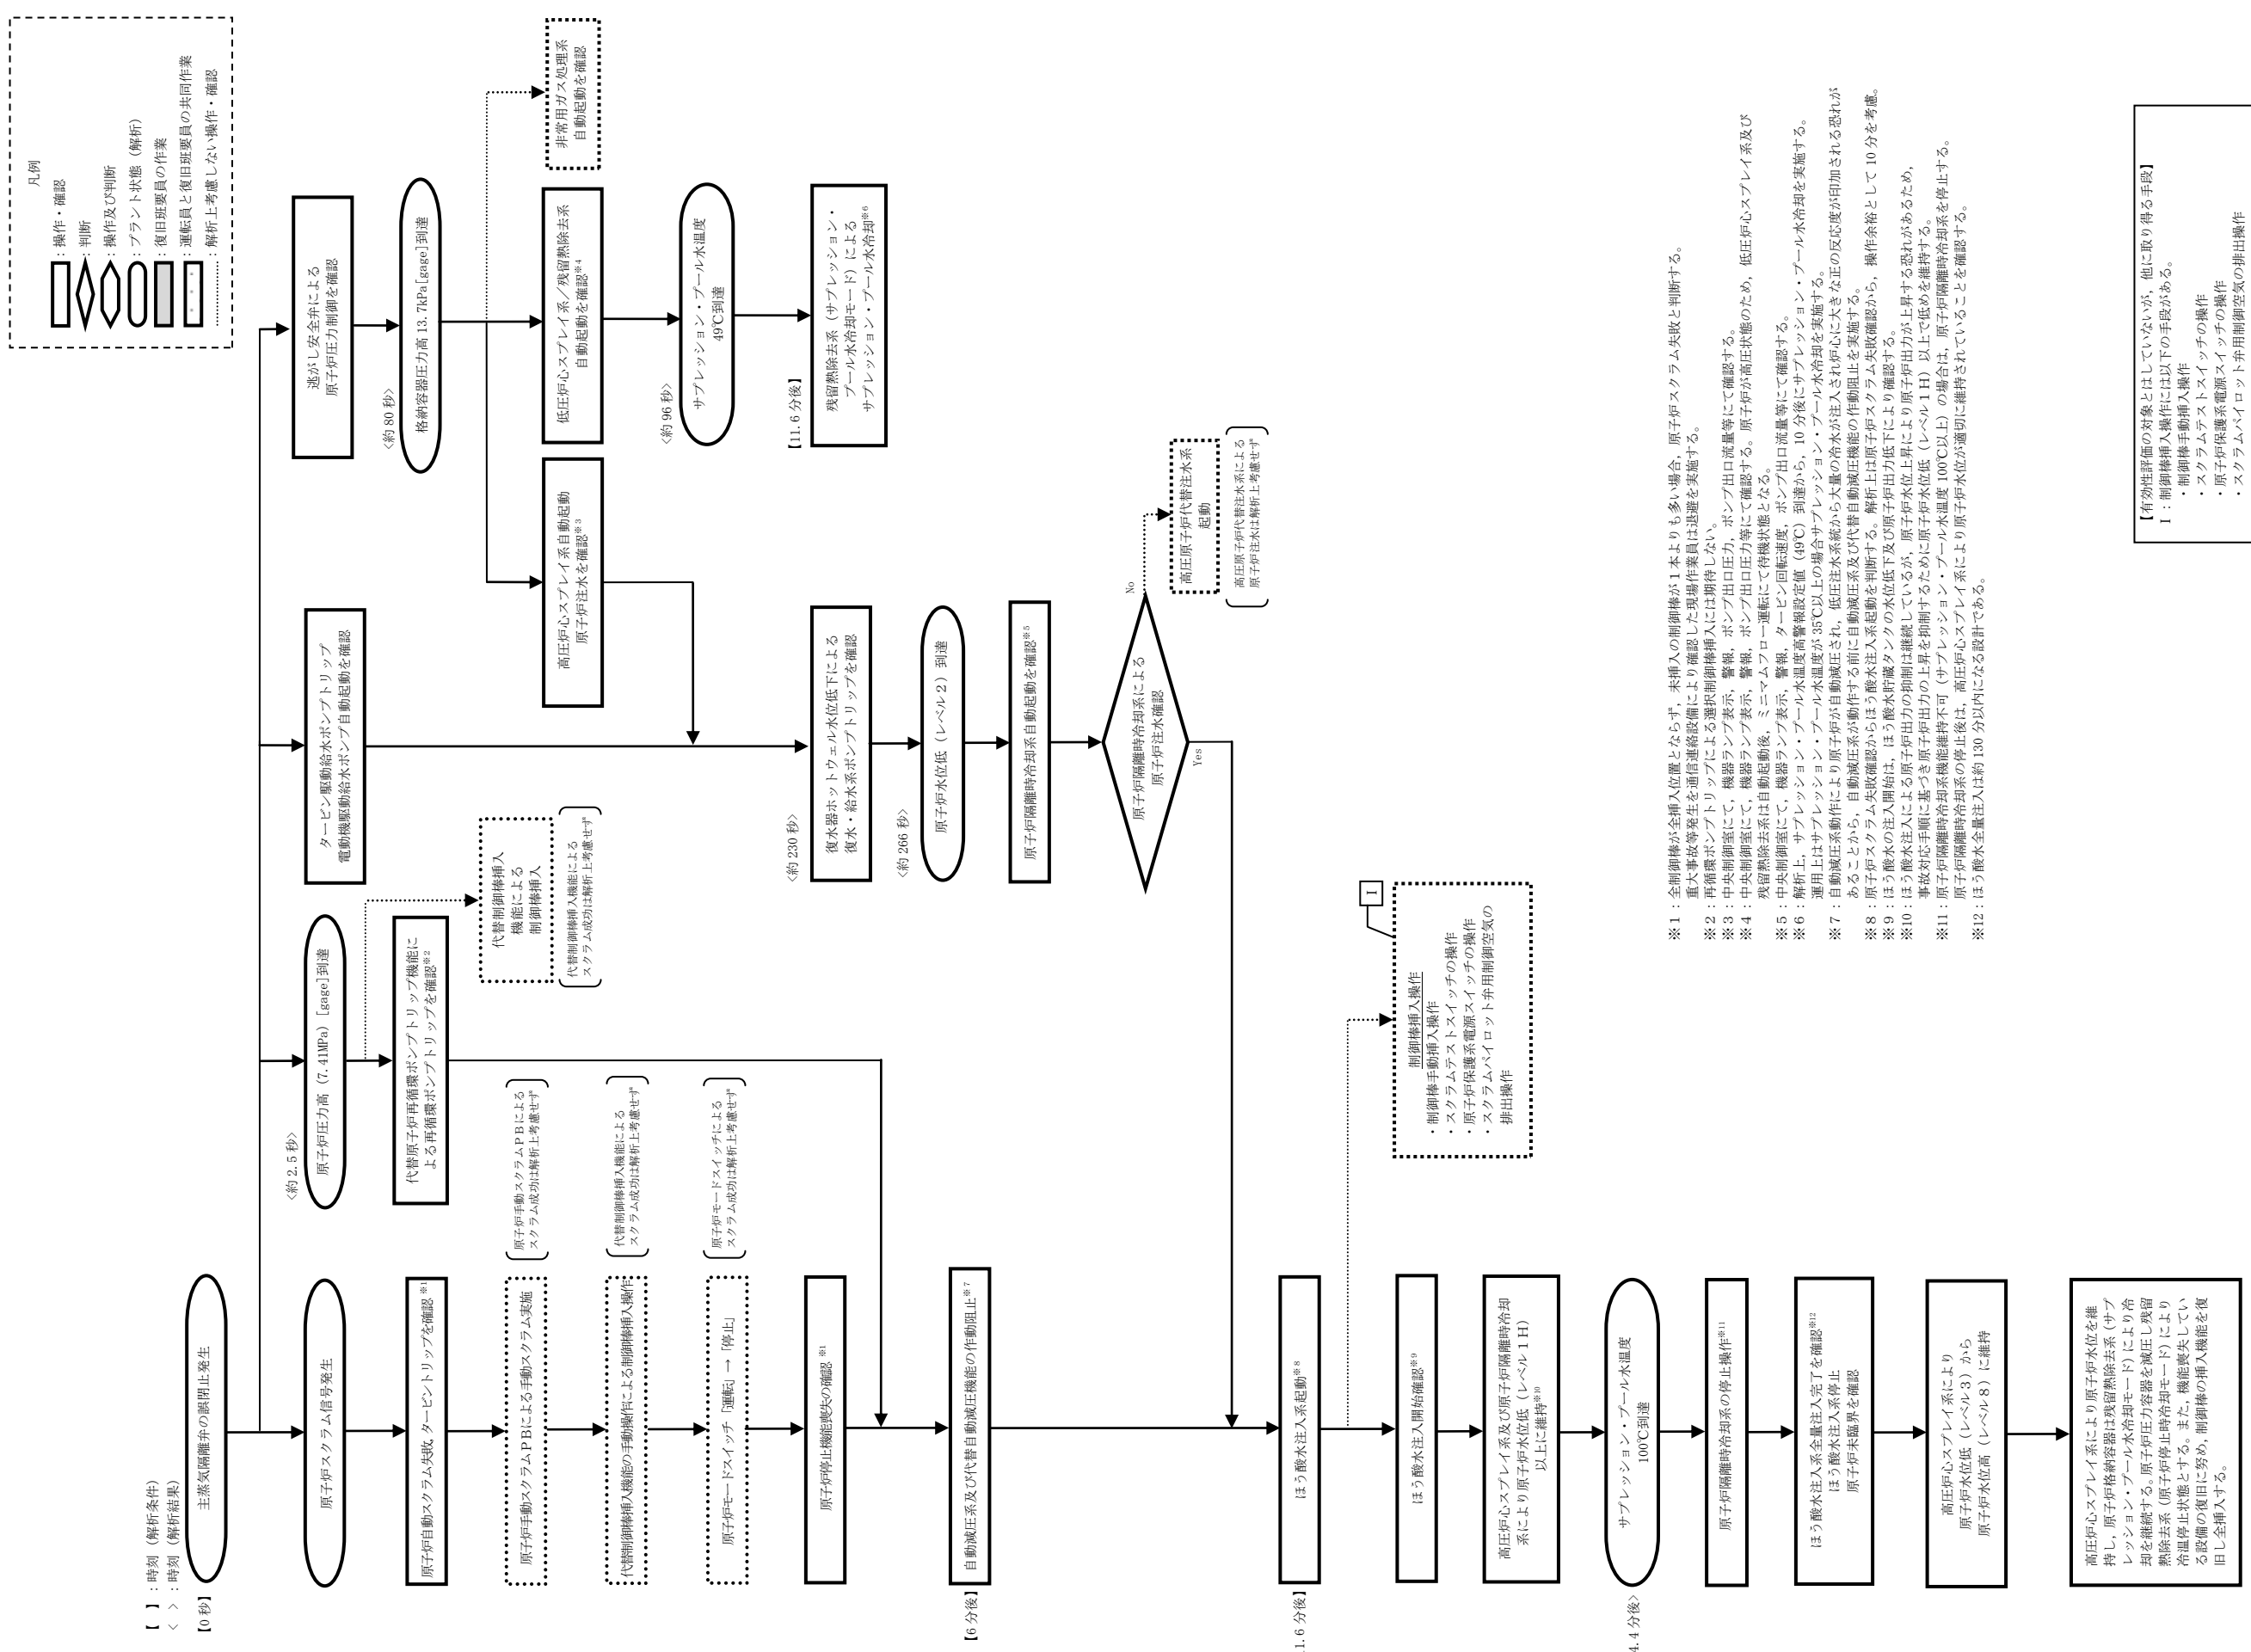 【 】:時刻(解析条件)
< >:時刻(解析結果)
凡例
:操作・確認
:判断
:操作及び判断
:プラント状態(解析)
:復旧班要員の作業
:運転員と復旧班要員の共同作業
:解析上考慮しない操作・確認
【0秒】
主蒸気隔離弁の誤閉止発生
原子炉スクラム信号発生
原子炉自動スクラム失敗,タービントリップを確認※1
原子炉手動スクラムPBによる手動スクラム実施
原子炉手動スクラムPBによる
スクラム成功は解析上考慮せず
代替制御棒挿入機能の手動操作による制御棒挿入操作
代替制御棒挿入機能による
スクラム成功は解析上考慮せず
原子炉モードスイッチ「運転」→「停止」
原子炉モードスイッチによる
スクラム成功は解析上考慮せず
原子炉停止機能喪失の確認※1
<約2.5秒>
原子炉圧力高(7.41MPa)[gage]到達
代替原子炉再循環ポンプトリップ機能に
よる再循環ポンプトリップを確認※2
代替制御棒挿入
機能による
制御棒挿入
代替制御棒挿入機能による
スクラム成功は解析上考慮せず
タービン駆動給水ポンプトリップ
電動機駆動給水ポンプ自動起動を確認
逃がし安全弁による
原子炉圧力制御を確認
<約80秒>
格納容器圧力高13.7kPa[gage]到達
高圧炉心スプレイ系自動起動
原子炉注水を確認※3
低圧炉心スプレイ系/残留熱除去系
自動起動を確認※4
非常用ガス処理系
自動起動を確認
<約96秒>
サプレッション・プール水温度
49℃到達
【11.6分後】
残留熱除去系(サプレッション・
プール水冷却モード)による
サプレッション・プール水冷却※6
<約230秒>
復水器ホットウェル水位低下による
復水・給水系ポンプトリップを確認
<約266秒>
原子炉水位低(レベル2)到達
原子炉隔離時冷却系自動起動を確認※5
原子炉隔離時冷却系による
原子炉注水確認
No
Yes
高圧原子炉代替注水系
起動
高圧原子炉代替注水系による
原子炉注水は解析上考慮せず
【6分後】
自動減圧系及び代替自動減圧機能の作動阻止※7
1.6分後】
ほう酸水注入系起動※8
I
制御棒挿入操作
・制御棒手動挿入操作
・スクラムテストスイッチの操作
・原子炉保護系電源スイッチの操作
・スクラムパイロット弁用制御空気の
排出操作
ほう酸水注入開始確認※9
高圧炉心スプレイ系及び原子炉隔離時冷却
系により原子炉水位低(レベル1H)
以上に維持※10
4.4分後>
サプレッション・プール水温度
100℃到達
原子炉隔離時冷却系の停止操作※11
ほう酸水注入系全量注入完了を確認※12
ほう酸水注入系停止
原子炉未臨界を確認
高圧炉心スプレイ系により
原子炉水位低(レベル3)から
原子炉水位高(レベル8)に維持
高圧炉心スプレイ系により原子炉水位を維
持し,原子炉格納容器は残留熱除去系(サプ
レッション・プール水冷却モード)により冷
却を継続する。原子炉圧力容器を減圧し残留
熱除去系(原子炉停止時冷却モード)により
冷温停止状態とする。また,機能喪失してい
る設備の復旧に努め,制御棒の挿入機能を復
旧し全挿入する。
※1:全制御棒が全挿入位置とならず,未挿入の制御棒が1本よりも多い場合,原子炉スクラム失敗と判断する。
重大事故等発生を通信連絡設備により確認した現場作業員は退避を実施する。
※2:再循環ポンプトリップによる選択制御棒挿入には期待しない。
※3:中央制御室にて,機器ランプ表示,警報,ポンプ出口圧力,ポンプ出口流量等にて確認する。
※4:中央制御室にて,機器ランプ表示,警報,ポンプ出口圧力等にて確認する。原子炉が高圧状態のため,低圧炉心スプレイ系及び
残留熱除去系は自動起動後,ミニマムフロー運転にて待機状態となる。
※5:中央制御室にて,機器ランプ表示,警報,タービン回転速度,ポンプ出口流量等にて確認する。
※6:解析上,サプレッション・プール水温度高警報設定値(49℃)到達から,10分後にサプレッション・プール水冷却を実施する。
運用上はサプレッション・プール水温度が35℃以上の場合サプレッション・プール水冷却を実施する。
※7:自動減圧系動作により原子炉が自動減圧され,低圧注水系統から大量の冷水が注入され炉心に大きな正の反応度が印加される恐れが
あることから,自動減圧系が動作する前に自動減圧系及び代替自動減圧機能の作動阻止を実施する。
※8:原子炉スクラム失敗確認からほう酸水注入系起動を判断する。解析上は原子炉スクラム失敗確認から,操作余裕として10分を考慮。
※9:ほう酸水の注入開始は,ほう酸水貯蔵タンクの水位低下及び原子炉出力低下により確認する。
※10:ほう酸水注入による原子炉出力の抑制は継続しているが,原子炉水位上昇により原子炉出力が上昇する恐れがあるため,
事故対応手順に基づき原子炉出力の上昇を抑制するために原子炉水位低(レベル1H)以上で低めを維持する。
※11:原子炉隔離時冷却系機能維持不可(サプレッション・プール水温度100℃以上)の場合は,原子炉隔離時冷却系を停止する。
原子炉隔離時冷却系の停止後は,高圧炉心スプレイ系により原子炉水位が適切に維持されていることを確認する。
※12:ほう酸水全量注入は約130分以内になる設計である。
【有効性評価の対象とはしていないが,他に取り得る手段】
I:制御棒挿入操作には以下の手段がある。
・制御棒手動挿入操作
・スクラムテストスイッチの操作
・原子炉保護系電源スイッチの操作
・スクラムパイロット弁用制御空気の排出操作